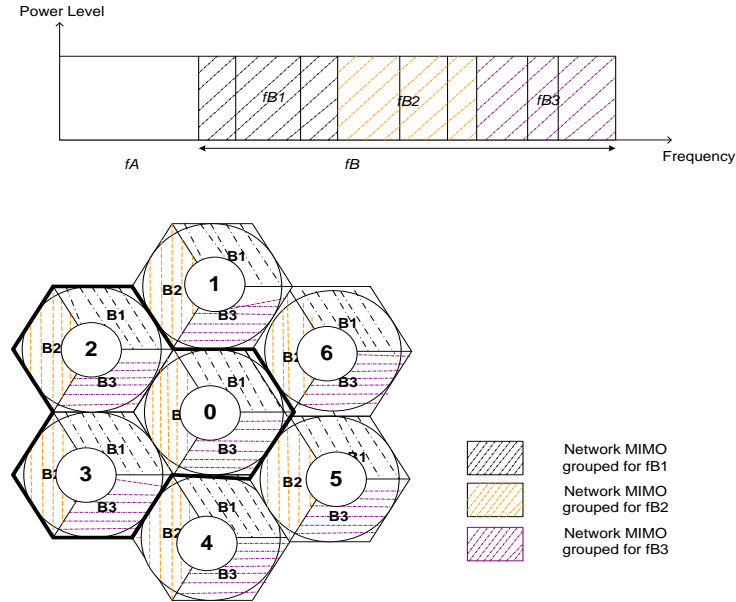 Power Level
fB1
fB2
fB3
Frequency
fA
fB
B1
B2
1
B3
B1
B2
2
B3
B1
B2
6
B3
B1
0
B3
B1
B2
3
B3
B1
B2
5
B3
B1
B2
4
B3
Network MIMO
grouped for fB1
Network MIMO
grouped for fB2
Network MIMO
grouped for fB3